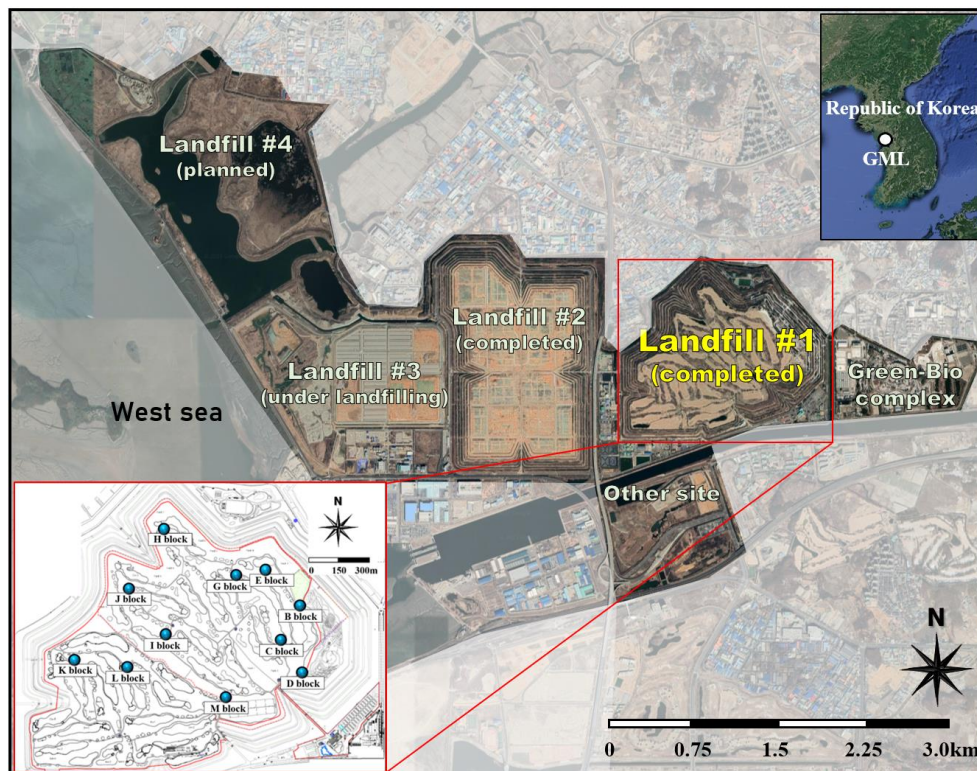 Landfill #4
(planned)
Republic of Korea
GML
Landfill #2
(completed)
Landfill #1
(completed)
Landfill #3
(under landfilling)
Green-Bio
complex
West sea
Other site
N
0 150 300m
H block
G block
E block
J block
B block
I block
C block
K block
L block
D block
M block
N
0 0.75 1.5 2.25 3.0km